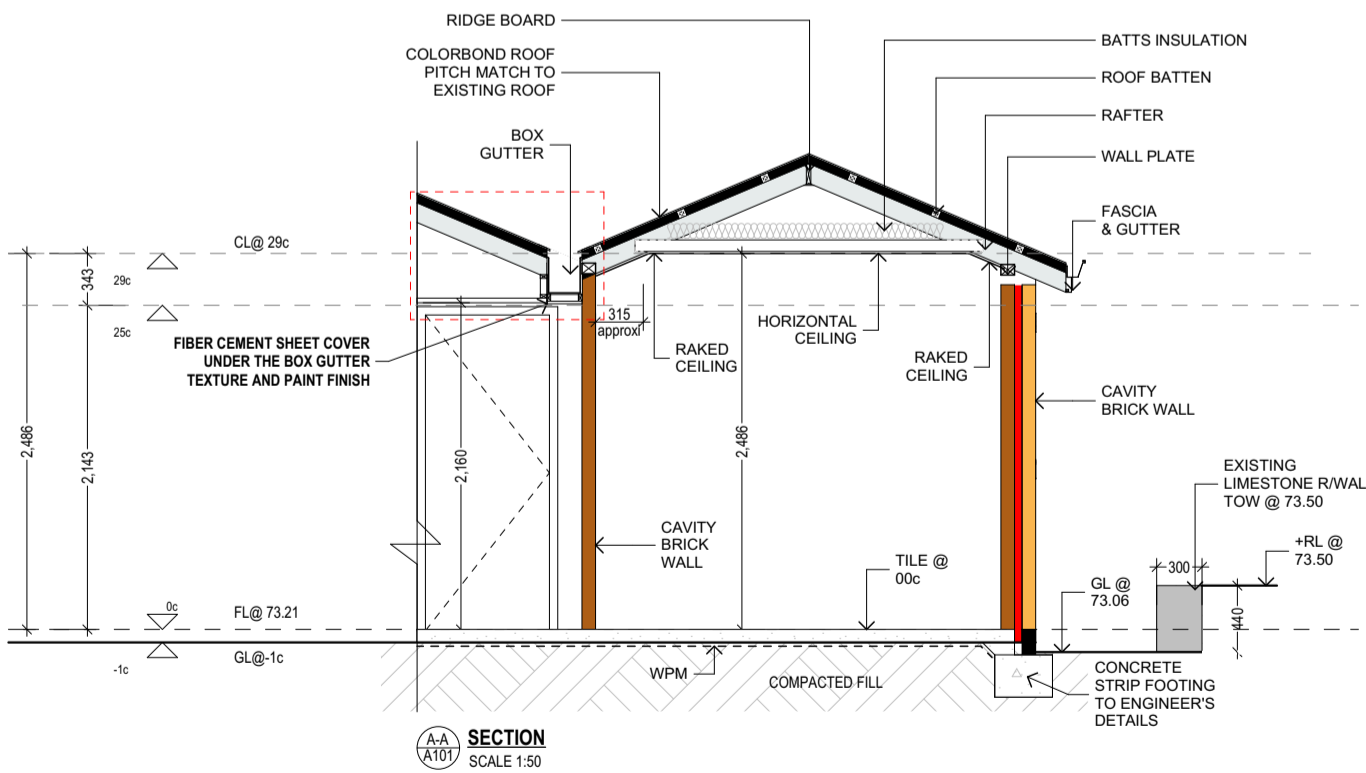 RIDGE BOARD
COLORBOND ROOF
PITCH MATCH TO
EXISTING ROOF
BOX
GUTTER
BATTS INSULATION
ROOF BATTEN
RAFTER
WALL PLATE
FASCIA
& GUTTER
CL@ 29c
29c
343
25c
FIBER CEMENT SHEET COVER
UNDER THE BOX GUTTER
TEXTURE AND PAINT FINISH
315
approxi
RAKED
CEILING
HORIZONTAL
CEILING
RAKED
CEILING
CAVITY
BRICK WALL
2,486
2,143
2,160
2,486
EXISTING
LIMESTONE R/WAL
TOW @ 73.50
CAVITY
BRICK
WALL
TILE @
00c
GL @
73.06
300
+RL @
73.50
440
0c
FL@ 73.21
-1c
GL@-1c
WPM
COMPACTED FILL
CONCRETE
STRIP FOOTING
TO ENGINEER'S
DETAILS
A-A
A101
SECTION
SCALE 1:50